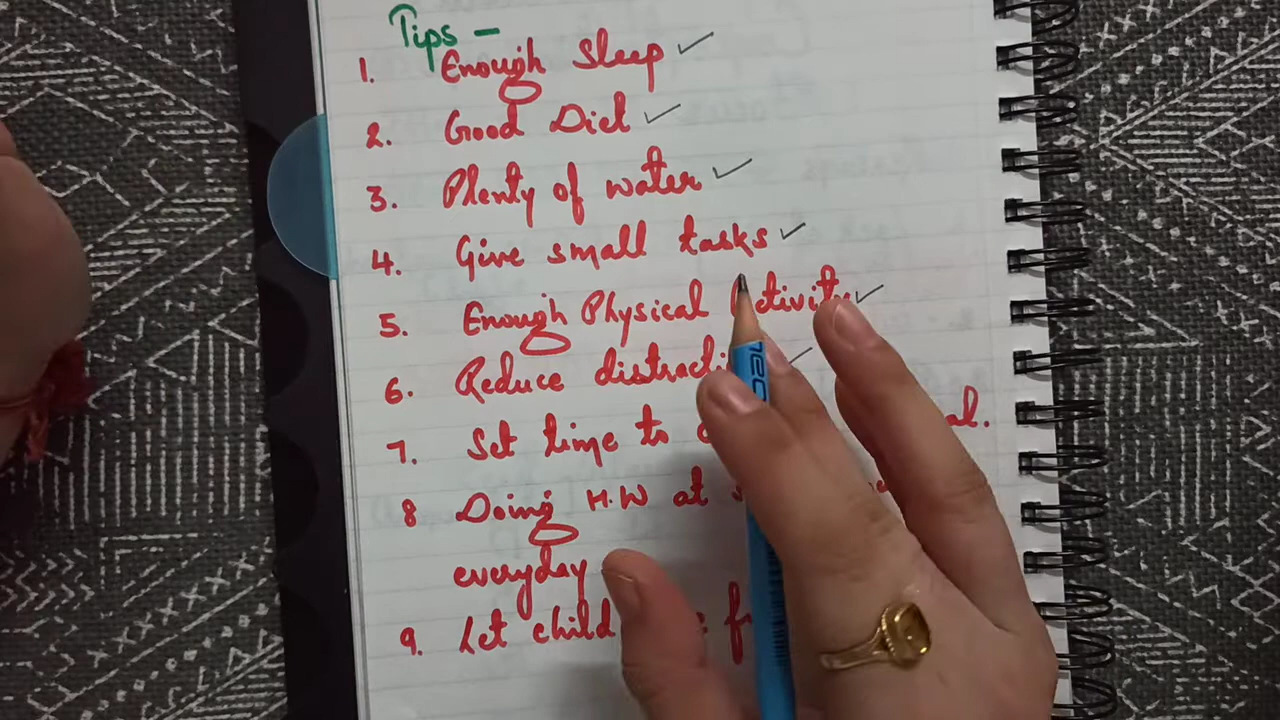 Tips -
1. Enough Sleep ✓
2. Good Diet ✓
3. Plenty of water ✓
4. Give small tasks ✓
5. Enough Physical Activity ✓
6. Reduce ✓
7. Set time to
8 Doing H.W at
everyday
9. Let child